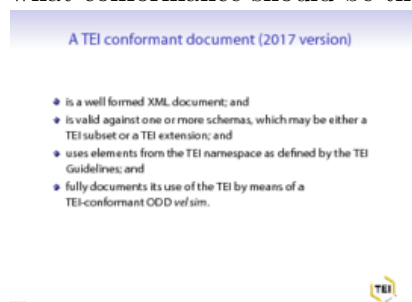 A TEI conformant document (2017 version)
is a well formed XML document; and
is valid against one or more schemas, which may be either a
TEI subset or a TEI extension; and
uses elements from the TEI namespace as defined by the TEI
Guidelines; and
fully documents its use of the TEI by means of a
TEI-conformant ODD vel sim.
TEI